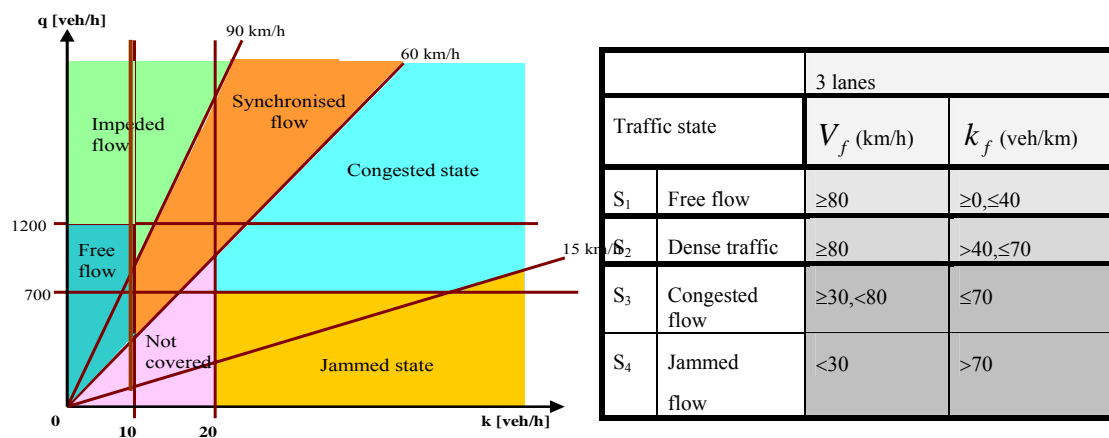 q [veh/h]
90 km/h
60 km/h
Synchronised
flow
Impeded
flow
Congested state
1200
Free
flow
15 km/h
700
Not
covered
Jammed state
0
10
20
k [veh/h]
3 lanes
Traffic state
V_f (km/h)
k_f (veh/km)
S₁ Free flow ≥80 ≥0,≤40
S₂ Dense traffic ≥80 >40,≤70
S₃ Congested ≥30,<80 ≤70
flow
S₄ Jammed <30 >70
flow